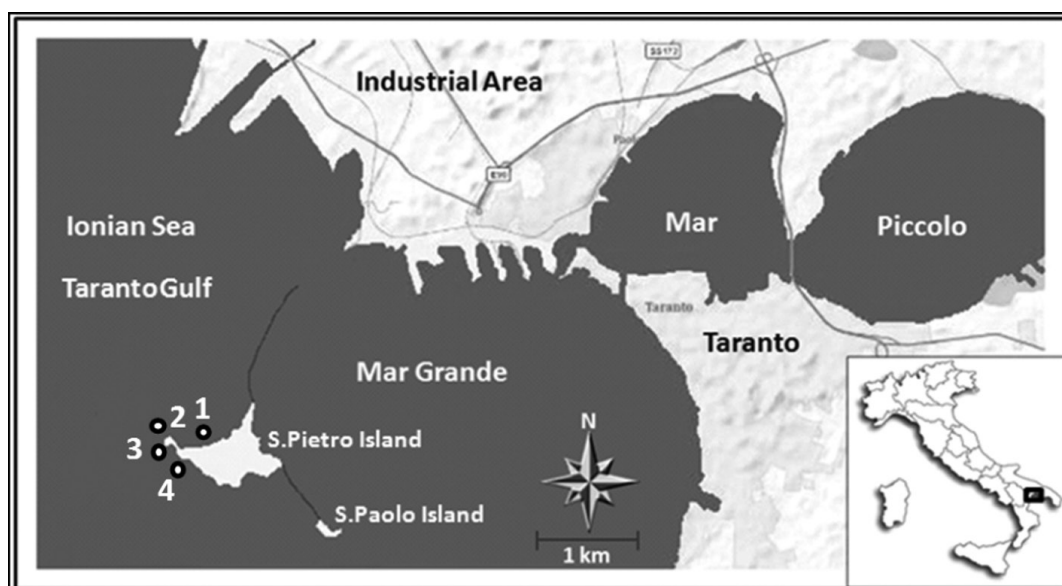 SS172
Industrial Area
E90
Ionian Sea
Mar
Piccolo
TarantoGulf
Taranto
Taranto
Mar Grande
2
1
N
3
S.Pietro Island
4
S.Paolo Island
1 km